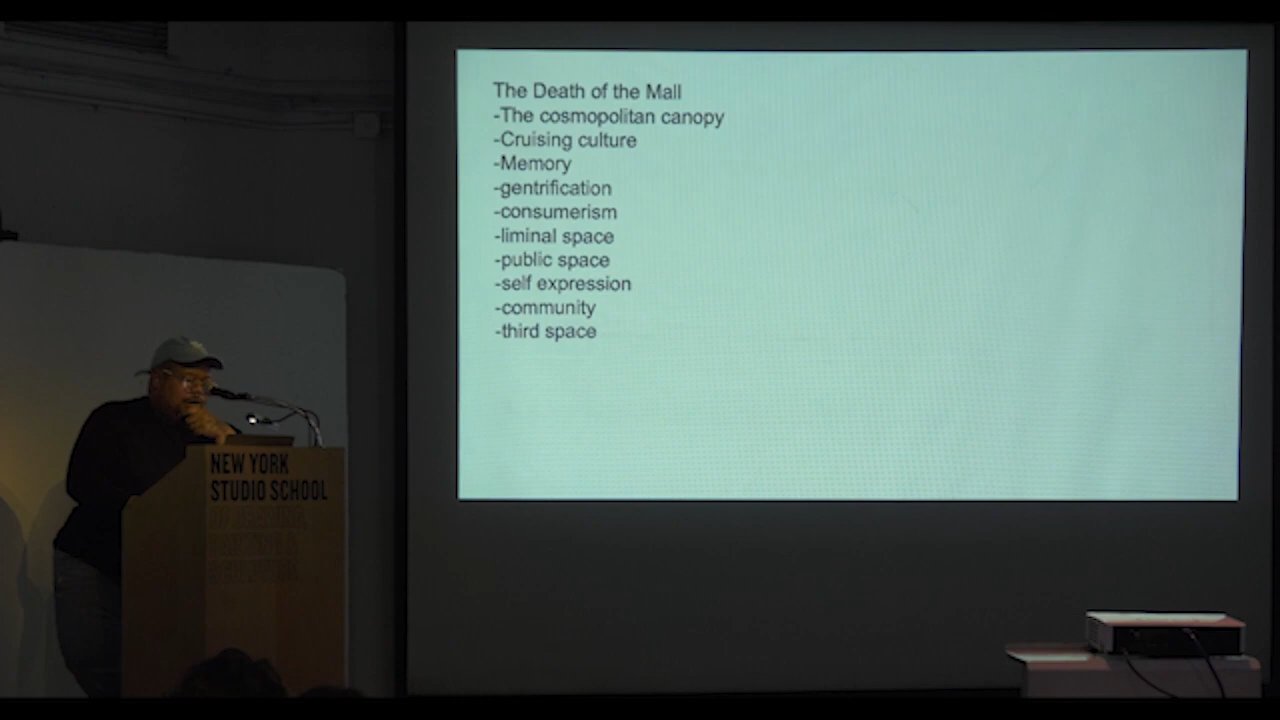 The Death of the Mall
-The cosmopolitan canopy
-Cruising culture
-Memory
-gentrification
-consumerism
-liminal space
-public space
-self expression
-community
-third space
NEW YORK
STUDIO SCHOOL